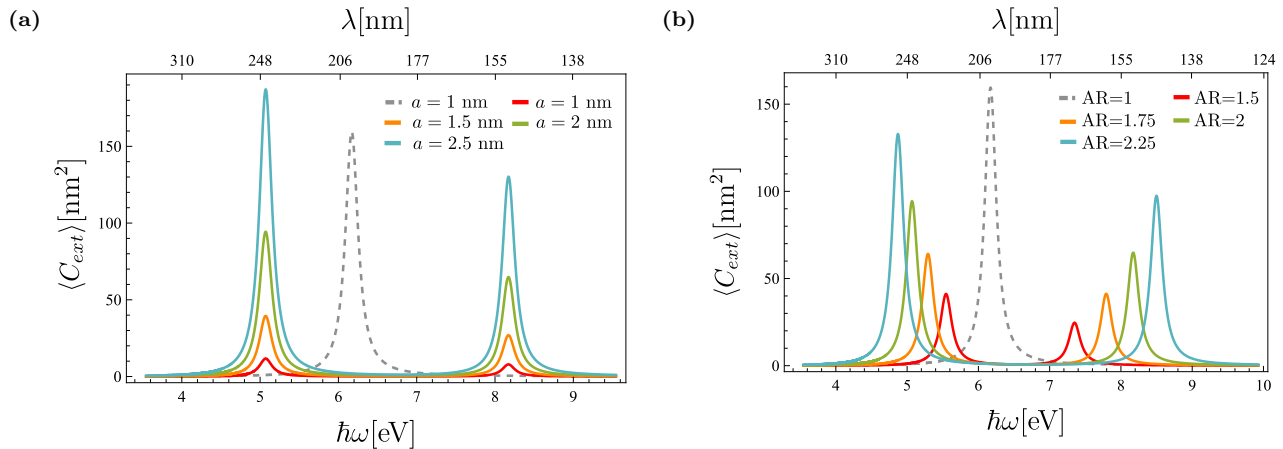 (a)
λ[nm]
310 248 206 177 155 138
a = 1 nm a = 1 nm
a = 1.5 nm a = 2 nm
a = 2.5 nm
⟨C_ext⟩[nm²]
150
100
50
0
4 5 6 7 8 9
ħω[eV]
(b)
λ[nm]
310 248 206 177 155 138 124
AR=1 AR=1.5
AR=1.75 AR=2
AR=2.25
⟨C_ext⟩[nm²]
150
100
50
0
4 5 6 7 8 9 10
ħω[eV]